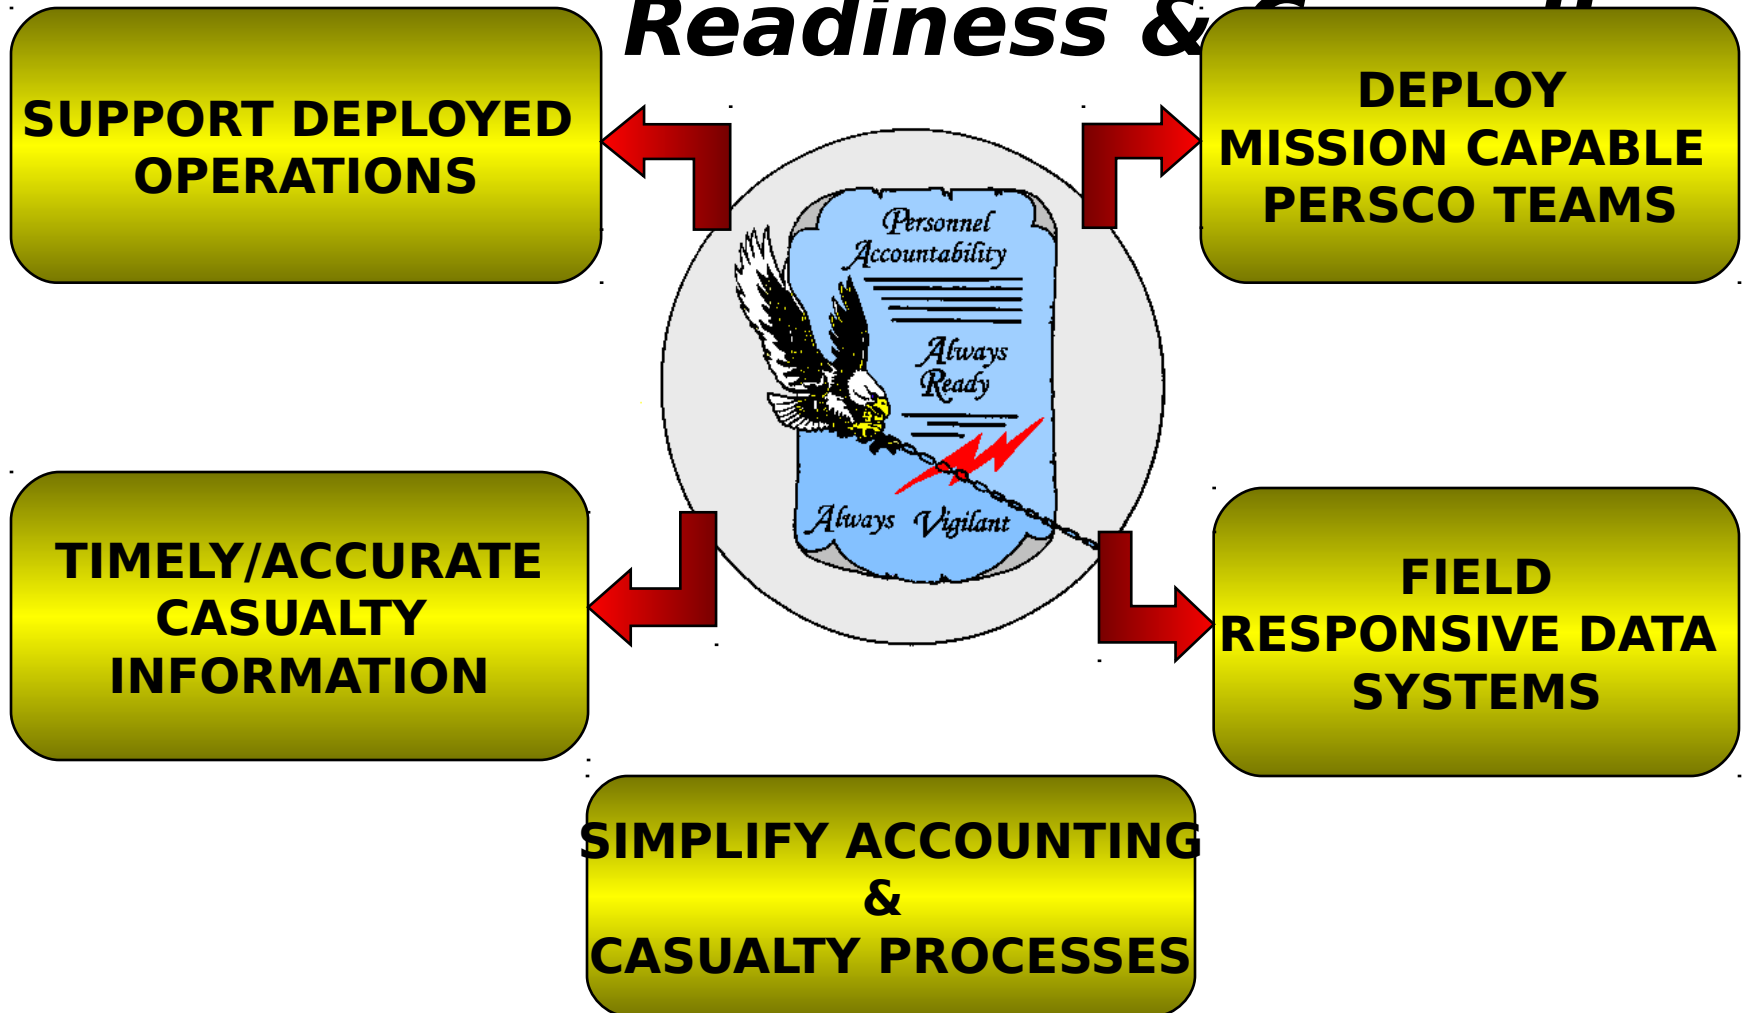 Readiness &
SUPPORT DEPLOYED
OPERATIONS
DEPLOY
MISSION CAPABLE
PERSCO TEAMS
Personnel
Accountability
Always
Ready
Always Vigilant
TIMELY/ACCURATE
CASUALTY
INFORMATION
FIELD
RESPONSIVE DATA
SYSTEMS
SIMPLIFY ACCOUNTING
&
CASUALTY PROCESSES